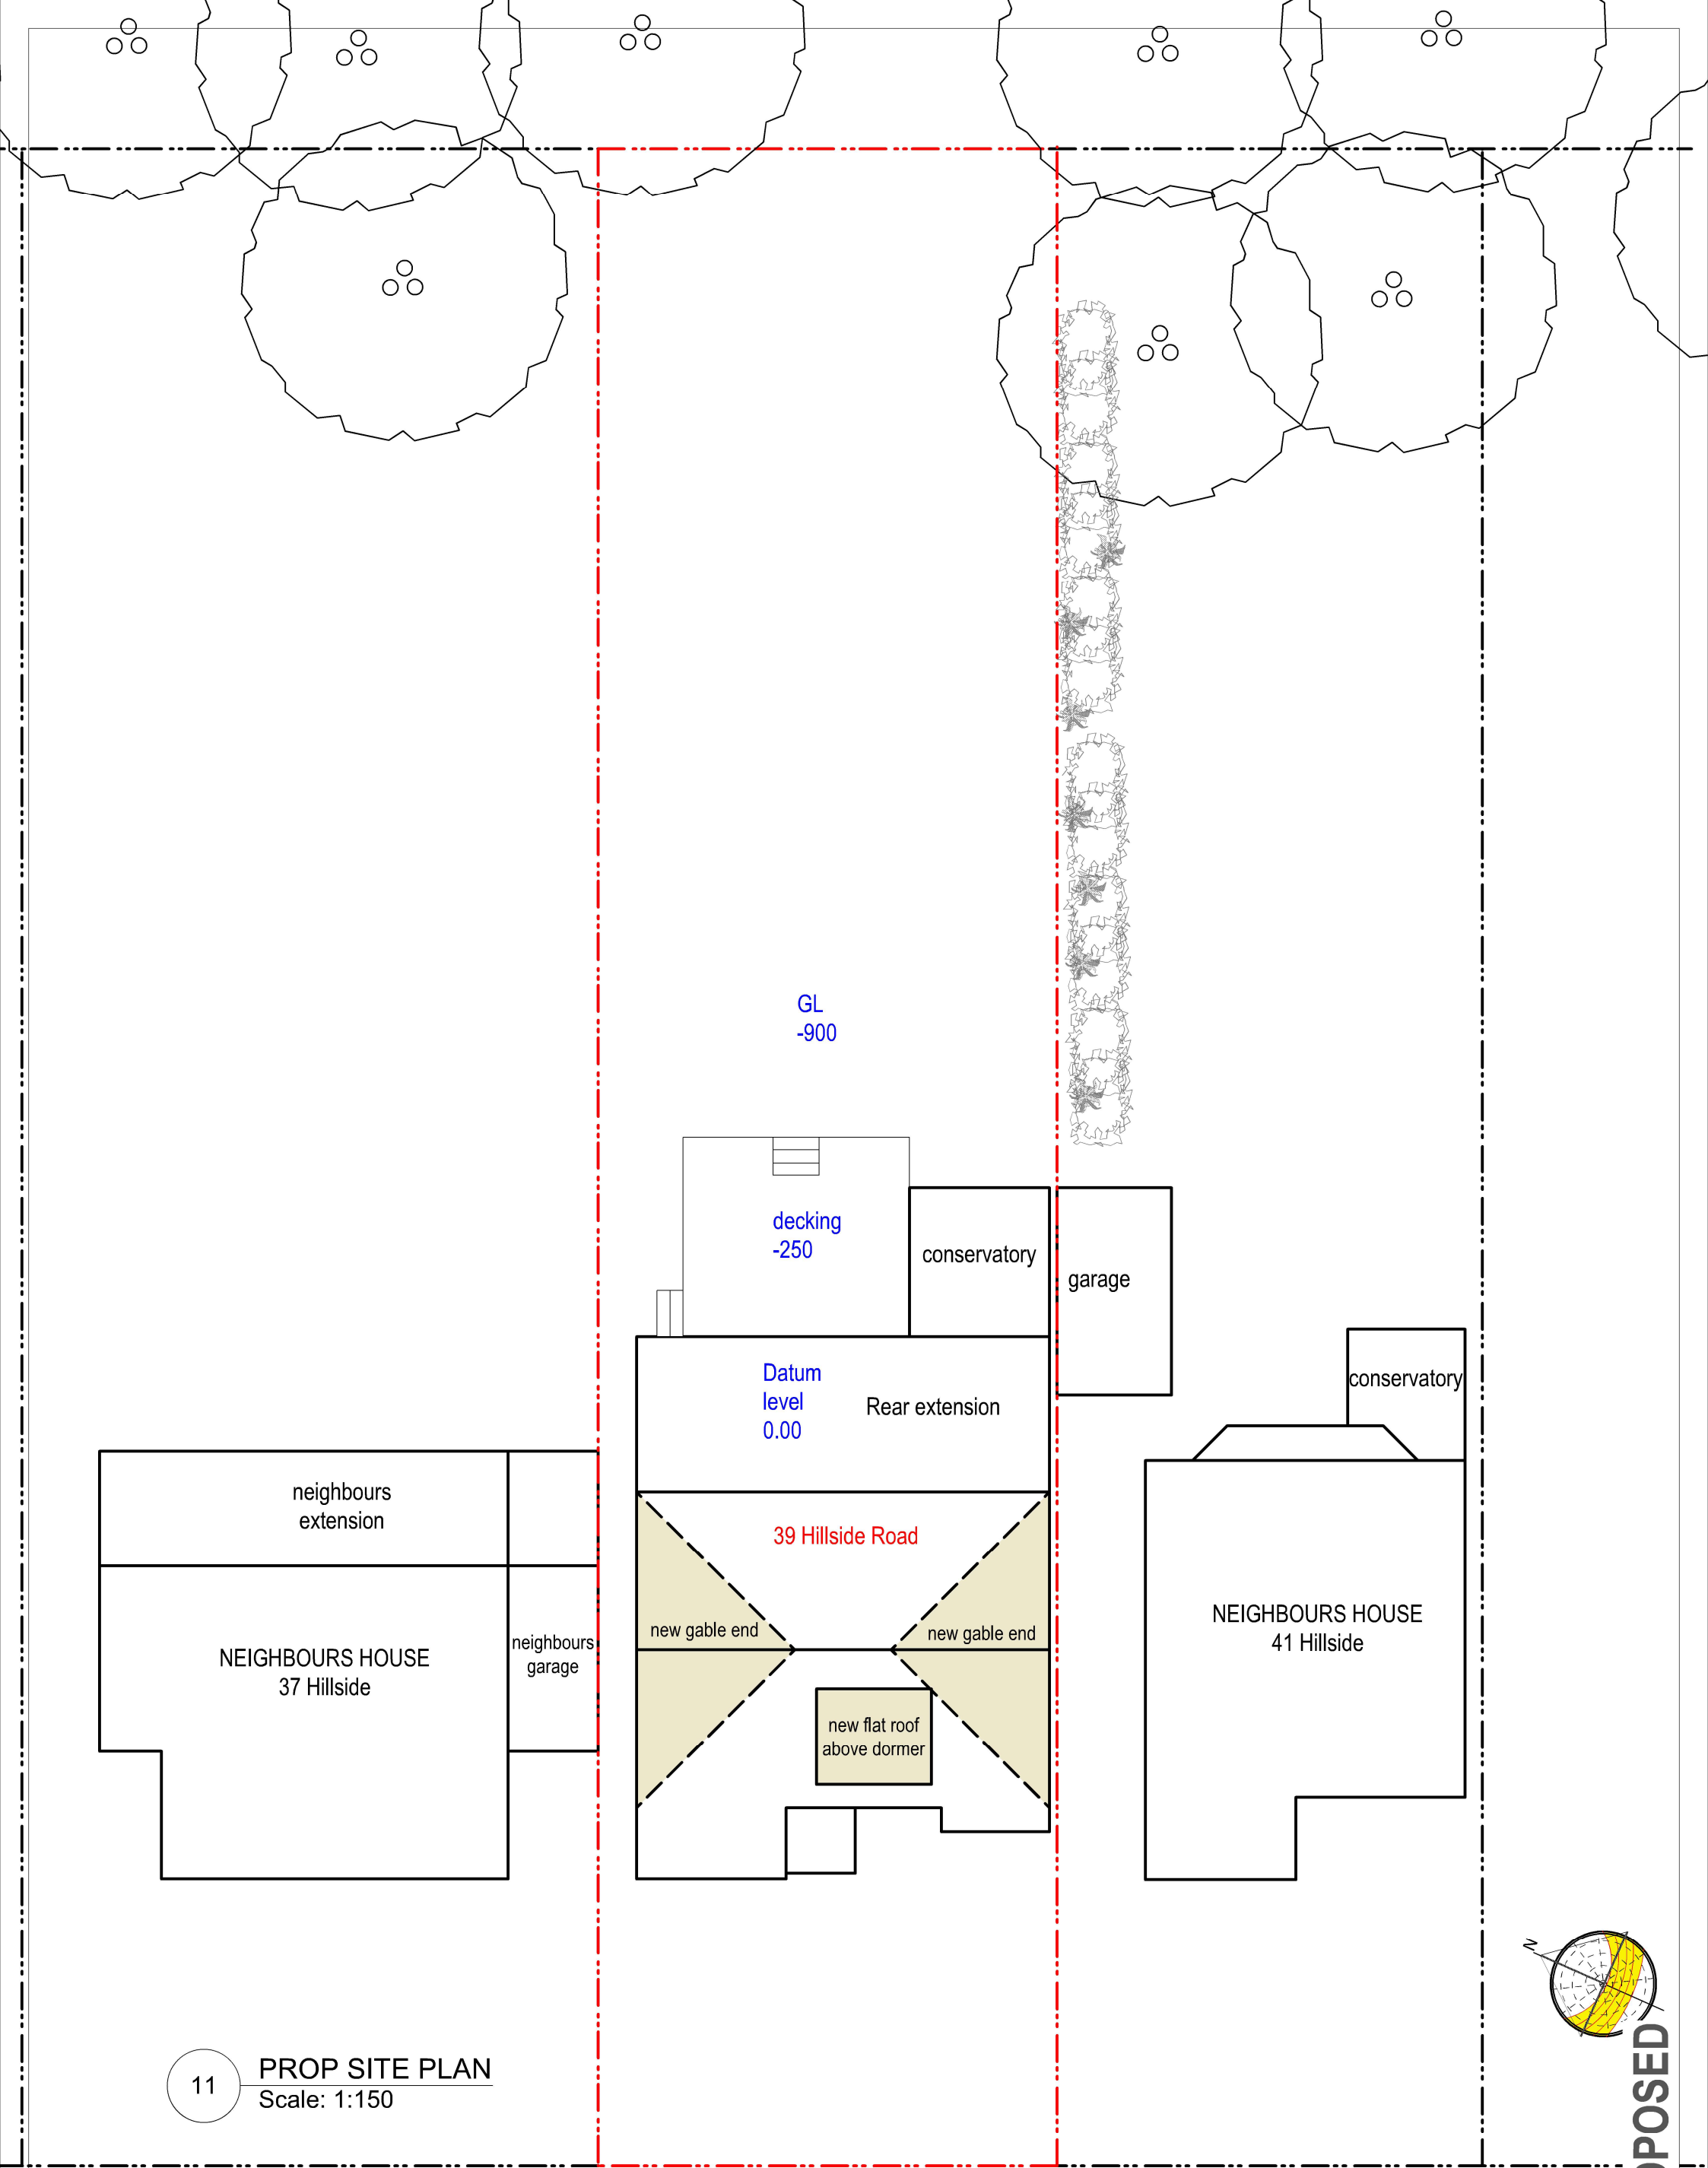 GL
-900
decking
-250
conservatory
garage
conservatory
Datum
level
0.00
Rear extension
neighbours
extension
39 Hillside Road
new gable end
new gable end
NEIGHBOURS HOUSE
41 Hillside
neighbours
garage
NEIGHBOURS HOUSE
37 Hillside
new flat roof
above dormer
N
11
PROP SITE PLAN
Scale: 1:150
POSED